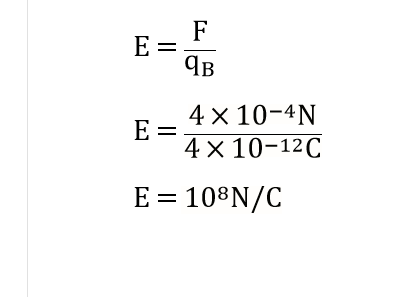 E = F/q_B
E = 4 × 10⁻⁴N/4 × 10⁻¹²C
E = 10⁸N/C